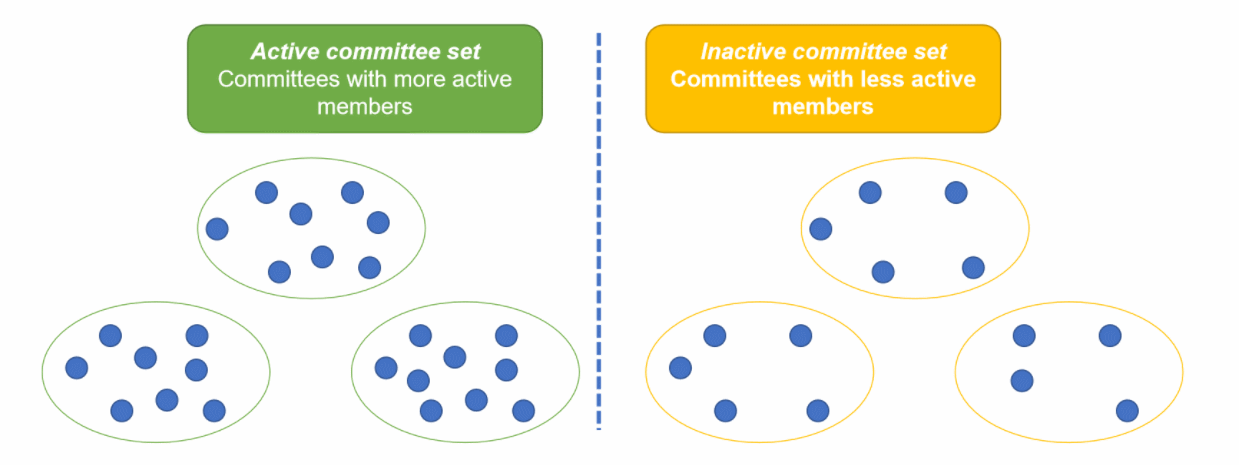 Active committee set
Committees with more active
members
Inactive committee set
Committees with less active
members